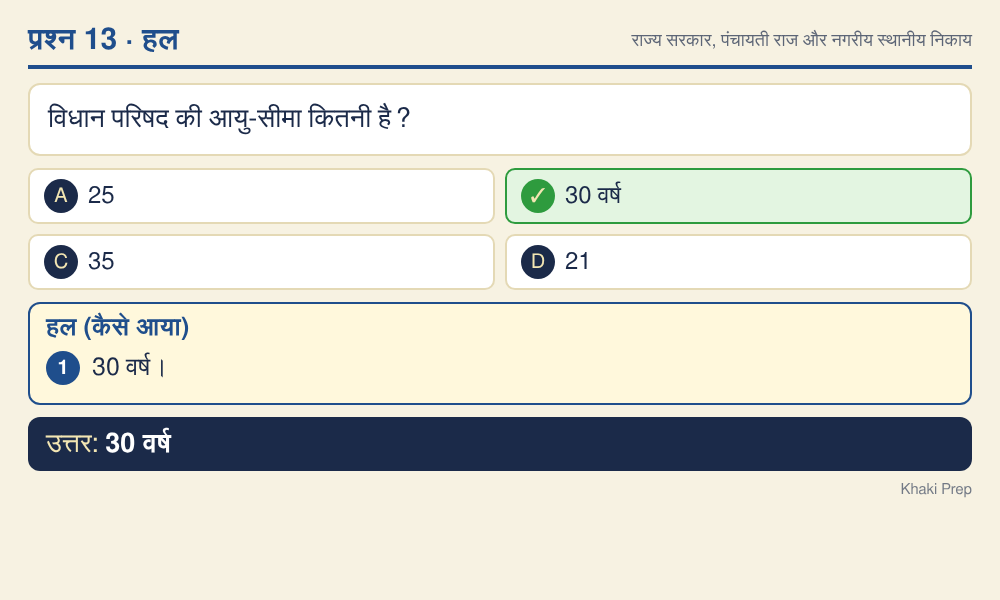 प्रश्न 13 · हल
राज्य सरकार, पंचायती राज और नगरीय स्थानीय निकाय
विधान परिषद की आयु-सीमा कितनी है ?
A 25
✓ 30 वर्ष
C 35
D 21
हल (कैसे आया)
1 30 वर्ष।
उत्तर: 30 वर्ष
Khaki Prep